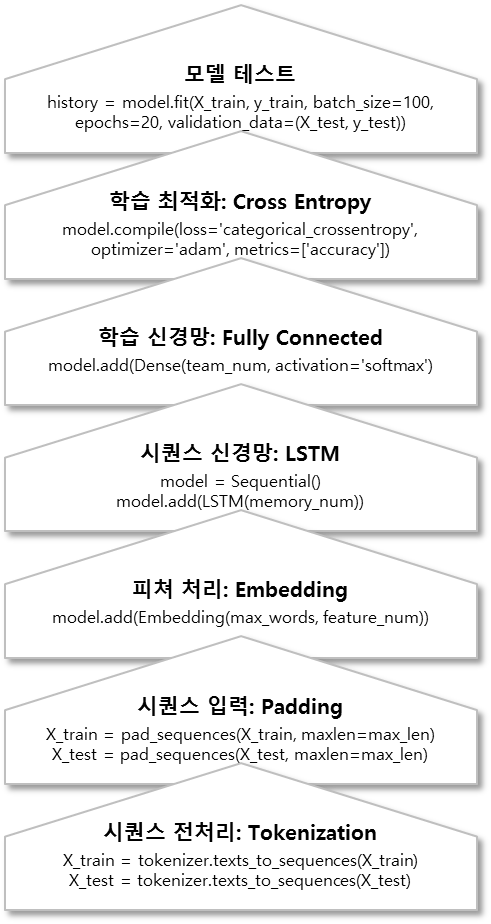 모델 테스트
history = model.fit(X_train, y_train, batch_size=100,
epochs=20, validation_data=(X_test, y_test))
학습 최적화: Cross Entropy
model.compile(loss='categorical_crossentropy',
optimizer='adam', metrics=['accuracy'])
학습 신경망: Fully Connected
model.add(Dense(team_num, activation='softmax')
시퀀스 신경망: LSTM
model = Sequential()
model.add(LSTM(memory_num))
피쳐 처리: Embedding
model.add(Embedding(max_words, feature_num))
시퀀스 입력: Padding
X_train = pad_sequences(X_train, maxlen=max_len)
X_test = pad_sequences(X_test, maxlen=max_len)
시퀀스 전처리: Tokenization
X_train = tokenizer.texts_to_sequences(X_train)
X_test = tokenizer.texts_to_sequences(X_test)